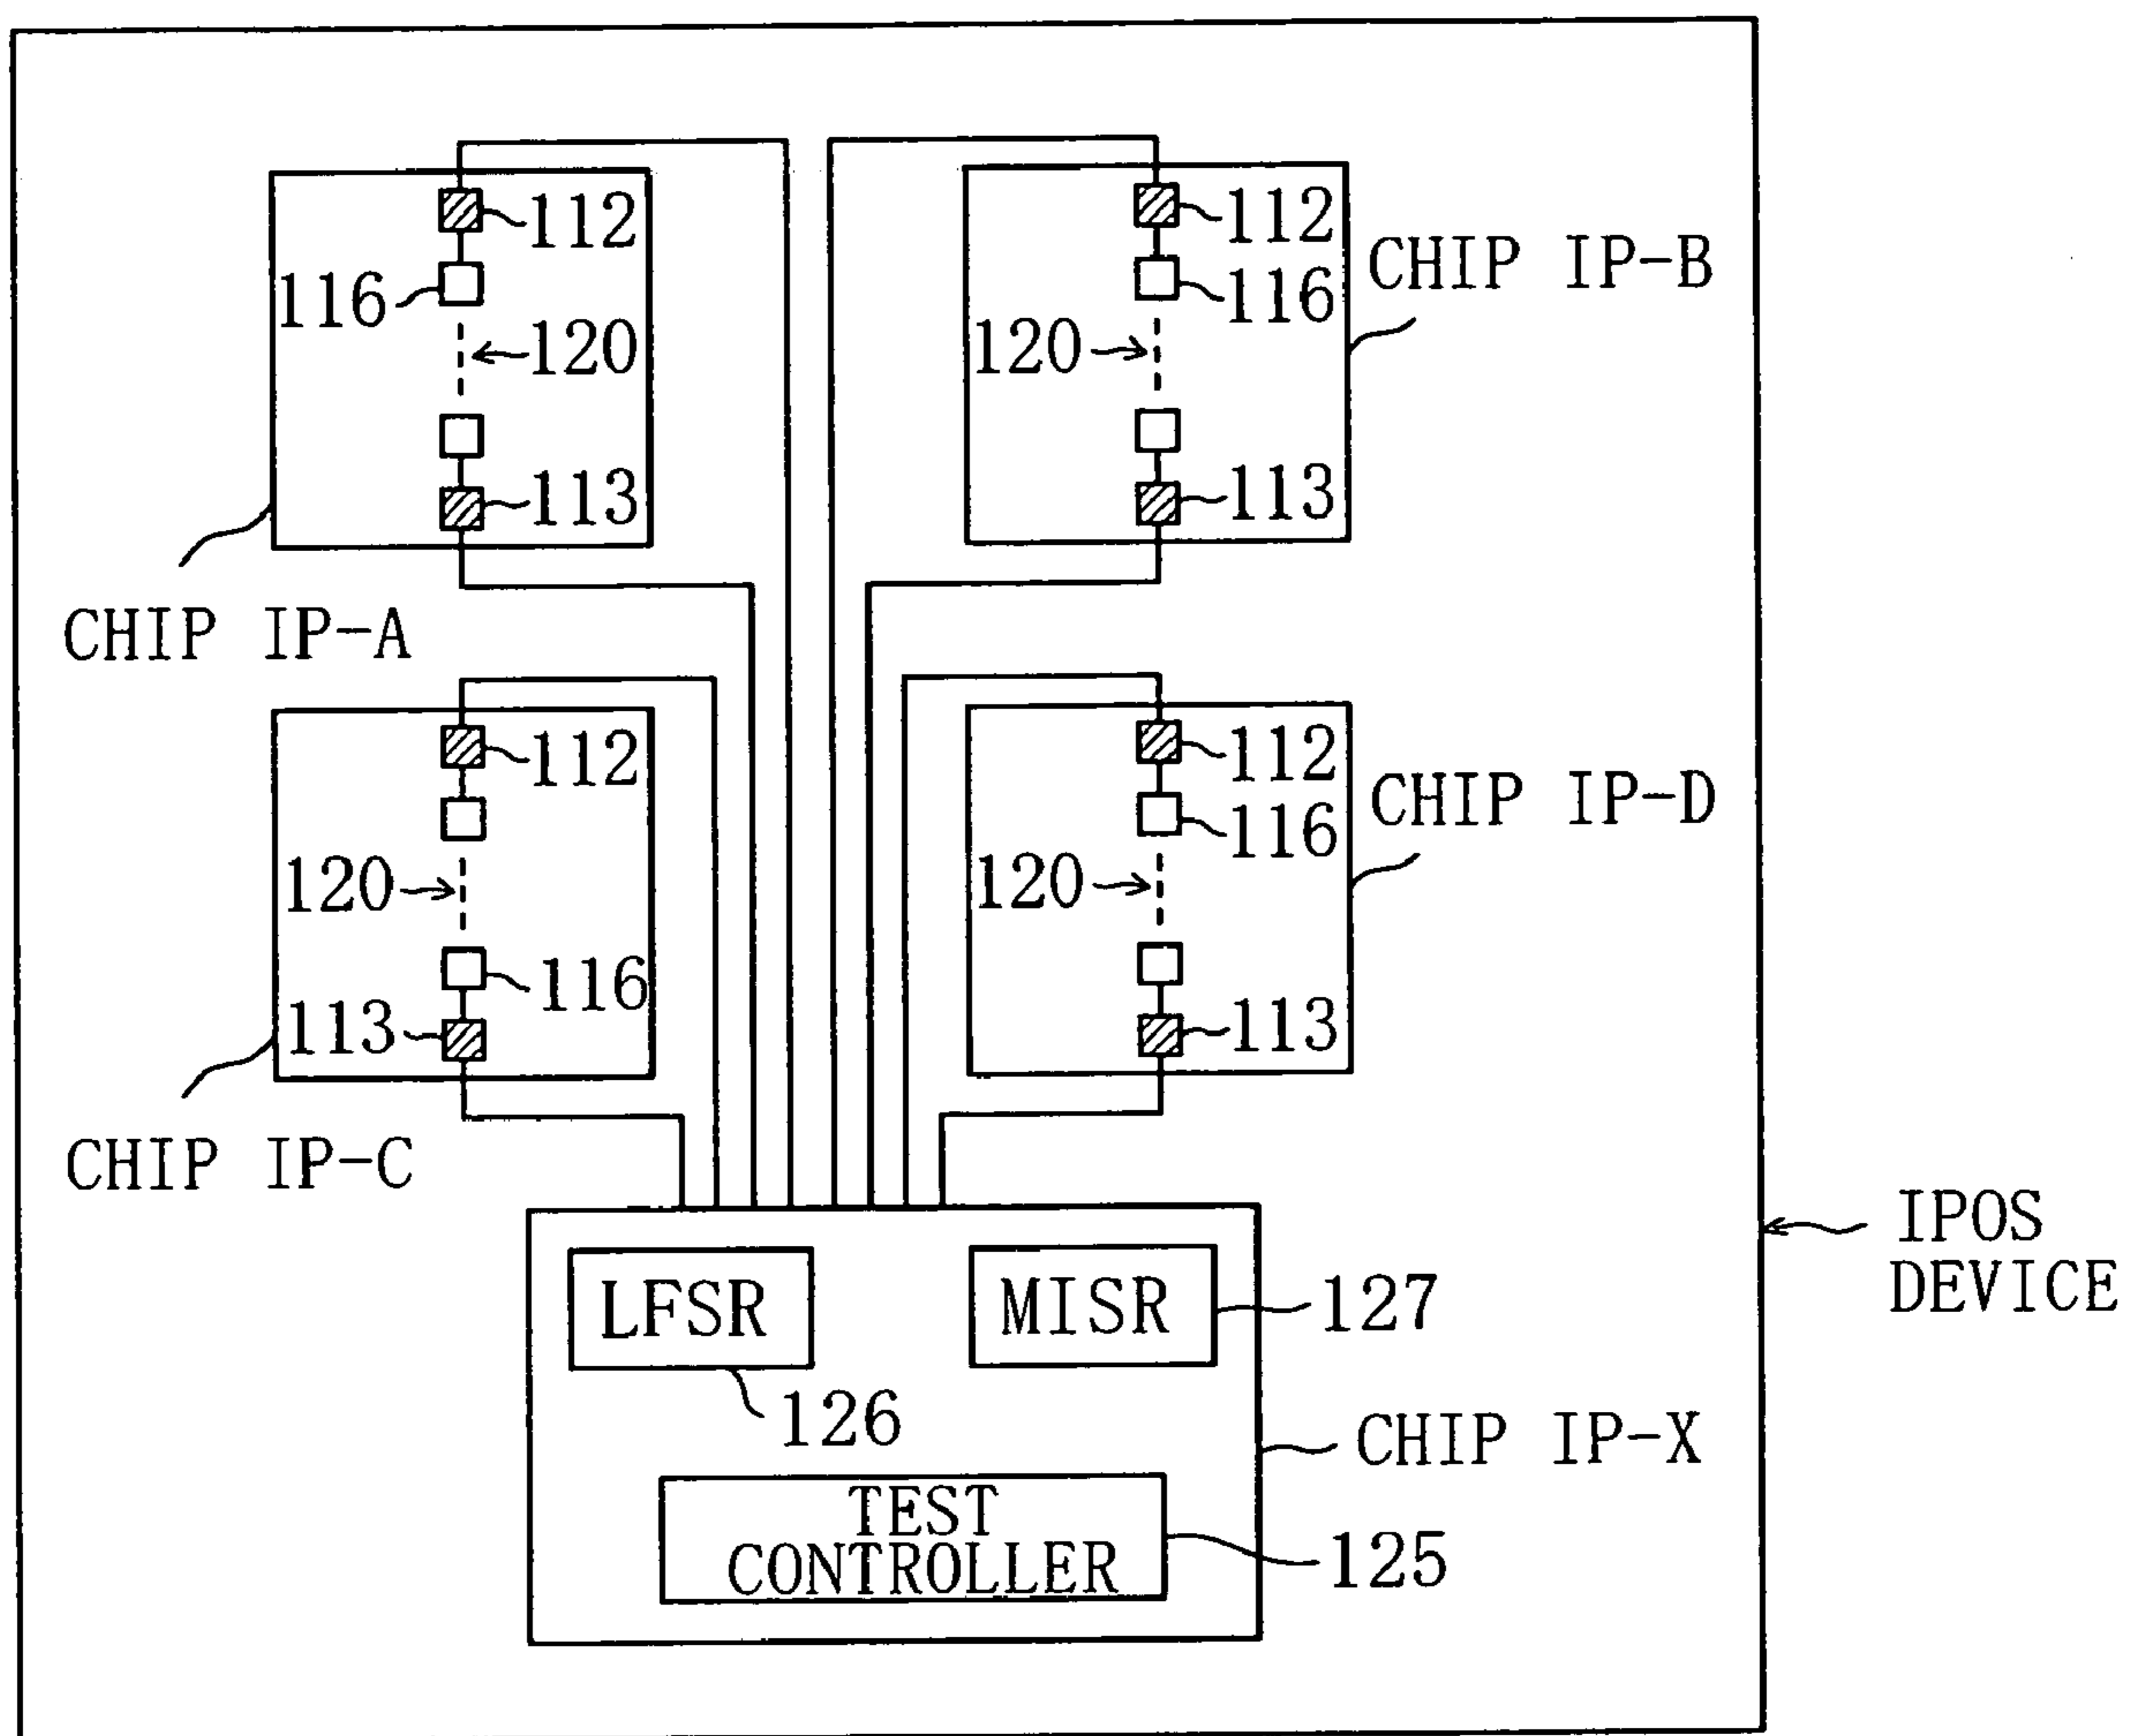 112
112
CHIP IP-B
116
116
120
120
113
113
CHIP IP-A
112
112
CHIP IP-D
116
120
120
116
113
113
CHIP IP-C
IPOS
DEVICE
LFSR
MISR
127
126
CHIP IP-X
TEST
CONTROLLER
125